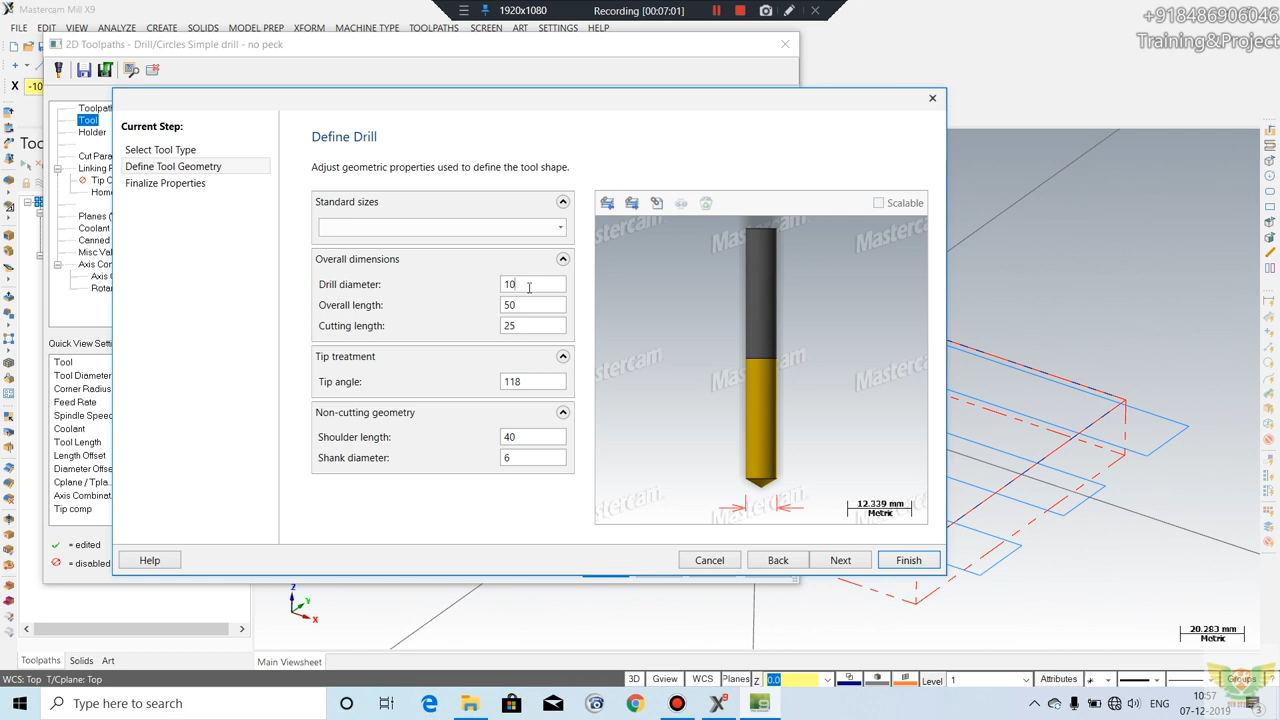 Mastercam Mill X9
1920x1080
Recording [00:07:01]
+918486906046
Training&Project
FILE EDIT VIEW ANALYZE CREATE SOLIDS MODEL PREP XFORM MACHINE TYPE TOOLPATHS SCREEN ART SETTINGS HELP
2D Toolpaths - Drill/Circles Simple drill - no peck
X -10
Toolpath
Tool
Holder
Cut Para
Linking
Tip C
Home
Planes (
Coolant
Canned
Misc Val
Axis Con
Axis C
Rotar
Quick View Setti
Tool
Tool Diameter
Corner Radius
Feed Rate
Spindle Speed
Coolant
Tool Length
Length Offset
Diameter Offse
Axis Combinat
Tip comp
= edited
= disabled
Current Step:
Select Tool Type
Define Tool Geometry
Finalize Properties
Define Drill
Adjust geometric properties used to define the tool shape.
Standard sizes
Overall dimensions
Drill diameter: 10
Overall length: 50
Cutting length: 25
Tip treatment
Tip angle: 118
Non-cutting geometry
Shoulder length: 40
Shank diameter: 6
Scalable
Mastercam
12.339 mm
Metric
Help
Cancel
Back
Next
Finish
Z
Y
X
20.283 mm
Metric
Toolpaths Solids Art
Main Viewsheet
WCS: Top T/Cplane: Top
3D Gview WCS Planes Z 0.0 Level 1 Attributes Groups ?
Type here to search
ENG
10:57
07-12-2019
3